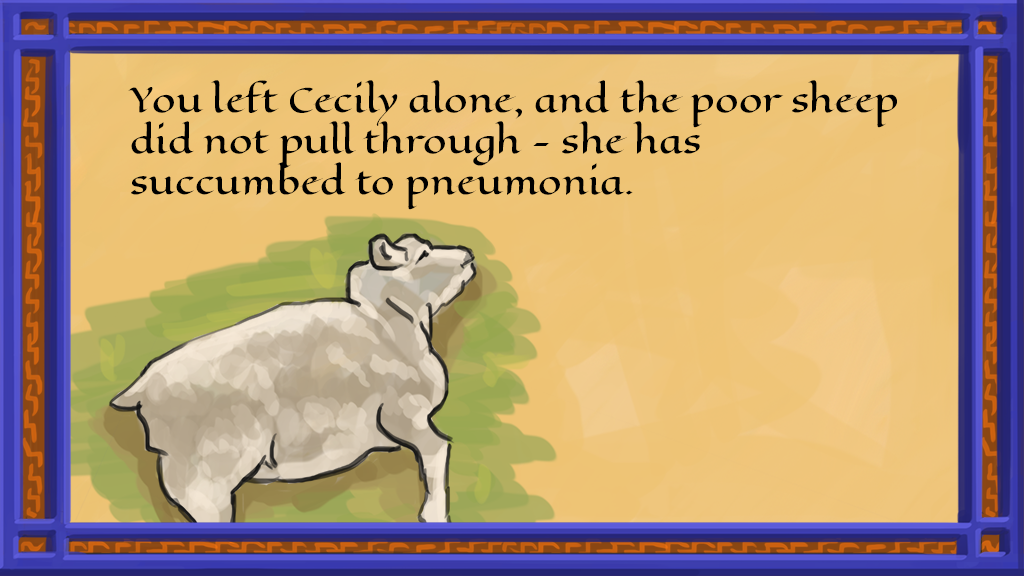 You left Cecily alone, and the poor sheep
did not pull through - she has
succumbed to pneumonia.